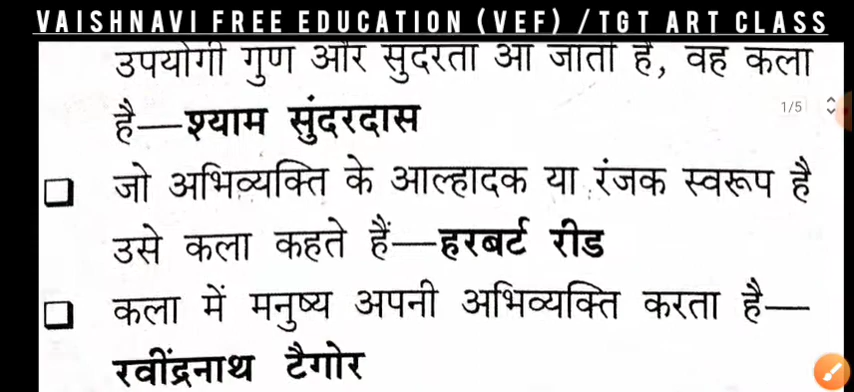 VAISHNAVI FREE EDUCATION (VEF) / TGT ART CLASS
उपयोगी गुण और सुदरता आ जाती है, वह कला
है—श्याम सुंदरदास
1/5
जो अभिव्यक्ति के आल्हादक या रंजक स्वरूप है
उसे कला कहते हैं—हरबर्ट रीड
कला में मनुष्य अपनी अभिव्यक्ति करता है—
रवींद्रनाथ टैगोर